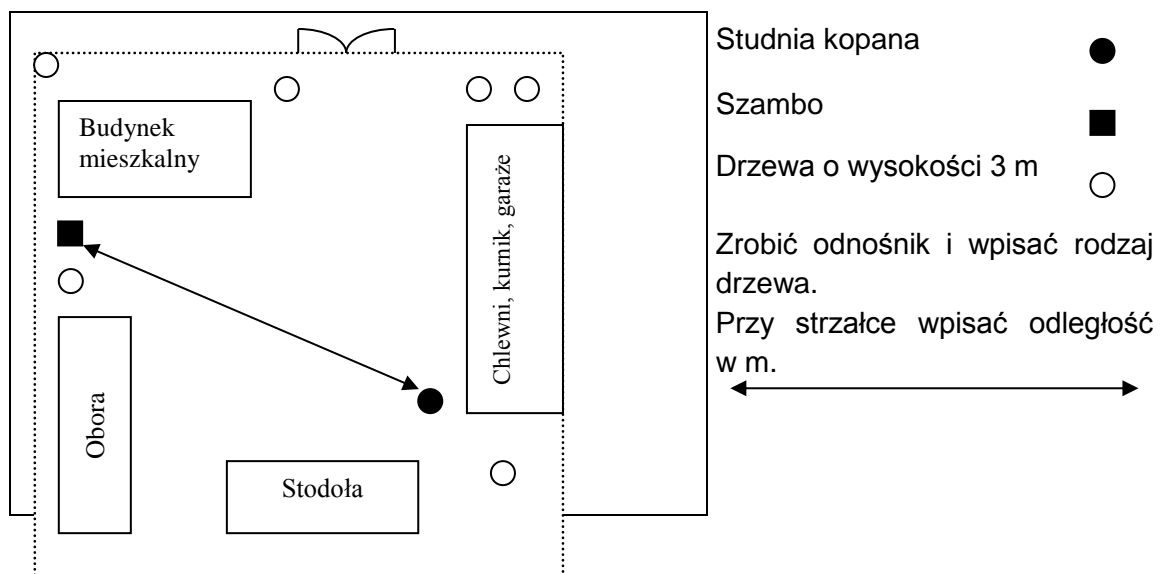 Budynek
mieszkalny
Chlewni, kurnik, garaże
Obora
Stodoła
Studnia kopana
Szambo
Drzewa o wysokości 3 m
Zrobić odnośnik i wpisać rodzaj
drzewa.
Przy strzałce wpisać odległość
w m.